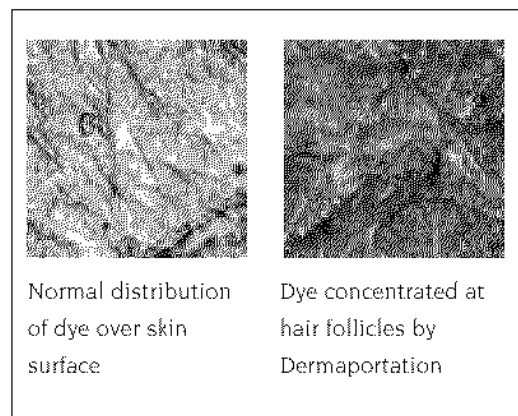 Normal distribution
of dye over skin
surface
Dye concentrated at
hair follicles by
Dermaportation